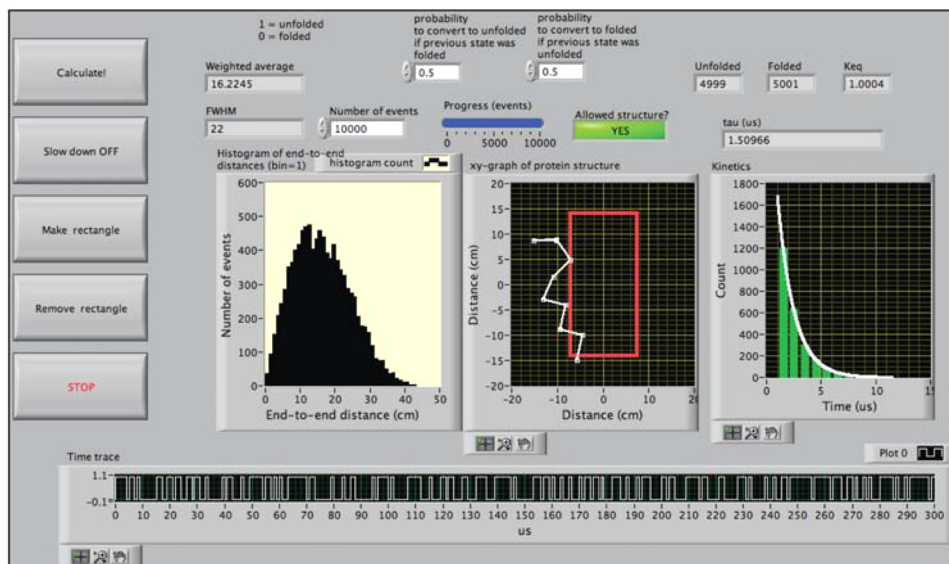 1 = unfolded
0 = folded
probability
to convert to unfolded
if previous state was
folded
0.5
probability
to convert to folded
if previous state was
unfolded
0.5
Calculate!
Slow down OFF
Make rectangle
Remove rectangle
STOP
Weighted average
16.2245
Unfolded
4999
Folded
5001
Keq
1.0004
FWHM
22
Number of events
10000
Progress (events)
0 5000 10000
Allowed structure?
YES
tau (us)
1.50966
Histogram of end-to-end
distances (bin=1)
histogram count
600
500
400
300
200
100
0
Number of events
0 10 20 30 40 50
End-to-end distance (cm)
xy-graph of protein structure
20
15
10
5
0
-5
-10
-15
-20
Distance (cm)
-20 -10 0 10 20
Distance (cm)
Kinetics
1800
1600
1400
1200
1000
800
600
400
200
0
Count
0 5 10 15
Time (us)
Plot 0
Time trace
1.1
-0.1
0 10 20 30 40 50 60 70 80 90 100 110 120 130 140 150 160 170 180 190 200 210 220 230 240 250 260 270 280 290 300
us